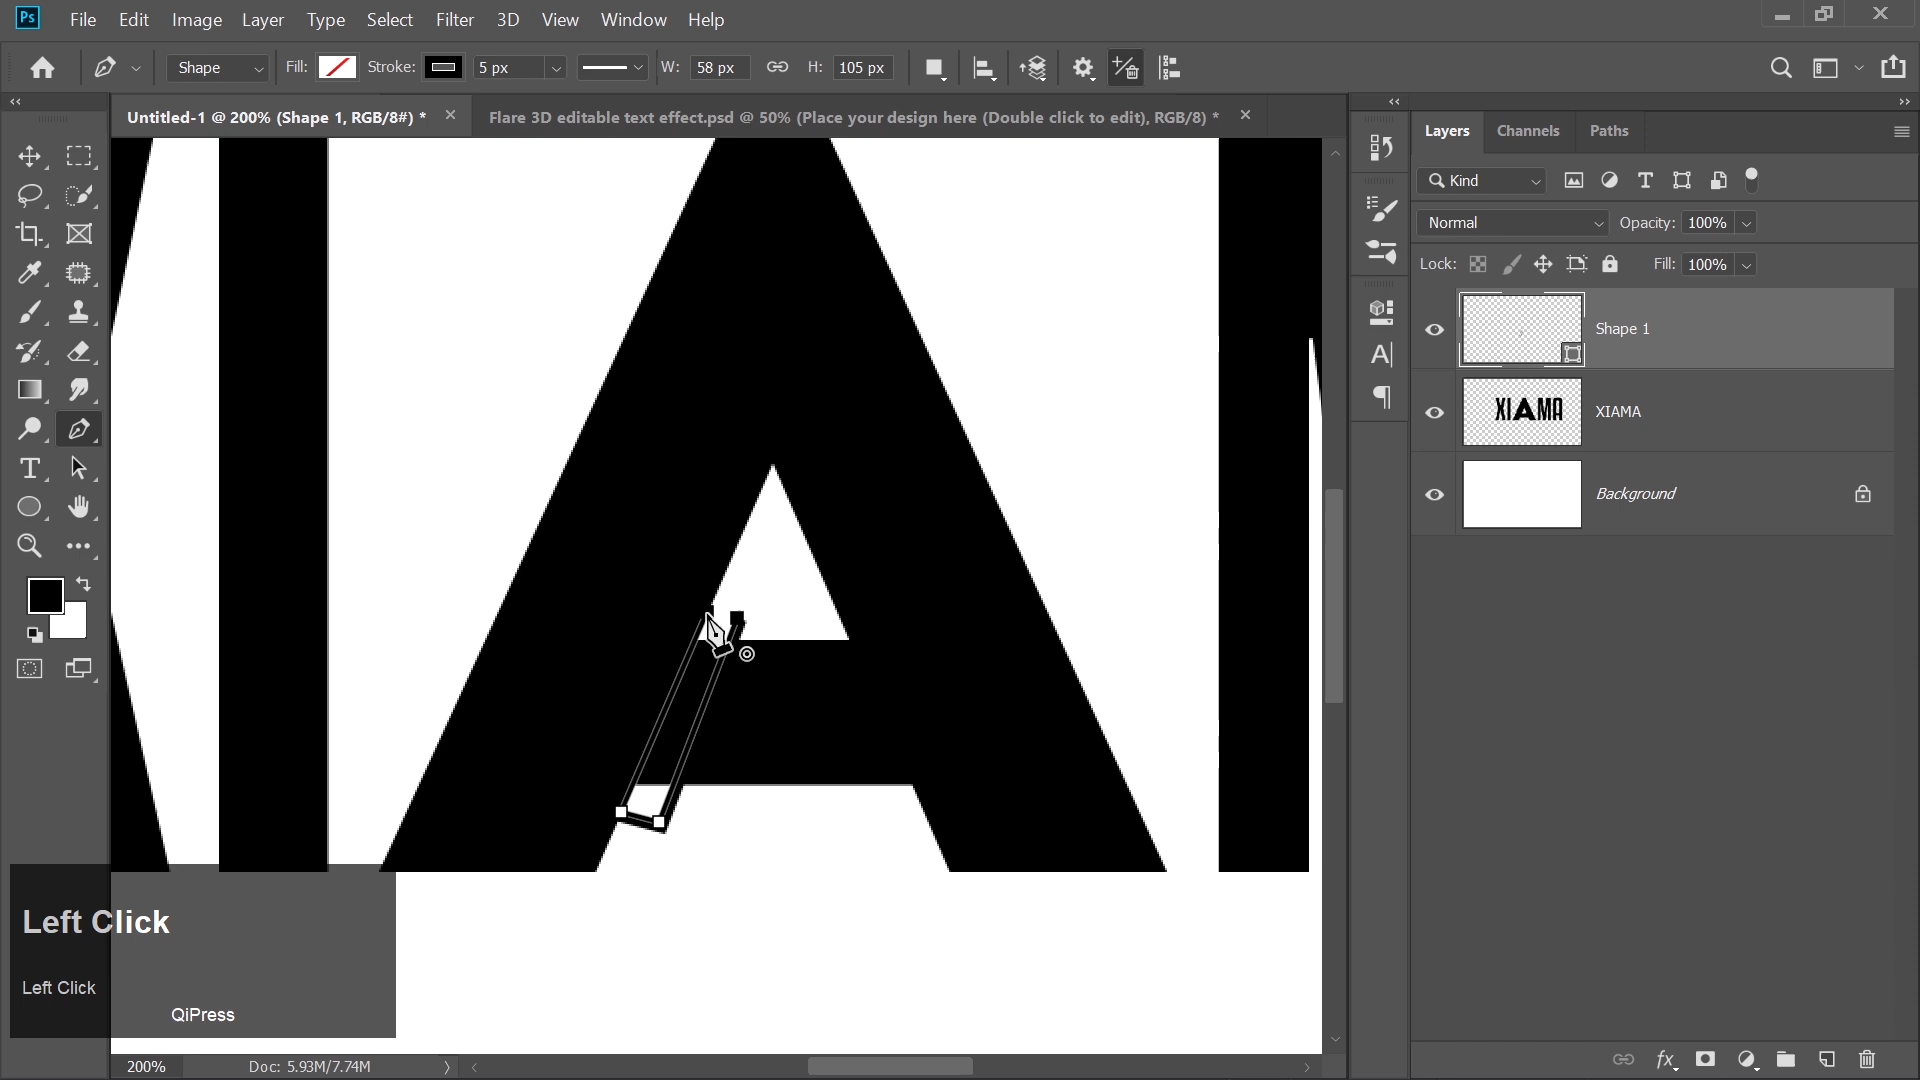 Ps File Edit Image Layer Type Select Filter 3D View Window Help
Shape Fill: Stroke: 5 px W: 58 px H: 105 px
Untitled-1 @ 200% (Shape 1, RGB/8#) * Flare 3D editable text effect.psd @ 50% (Place your design here (Double click to edit), RGB/8) *
Layers Channels Paths
Kind
Normal Opacity: 100%
Lock: Fill: 100%
Shape 1
XIAMA XIAMA
Background
A
Left Click
Left Click
QiPress
200% Doc: 5.93M/7.74M